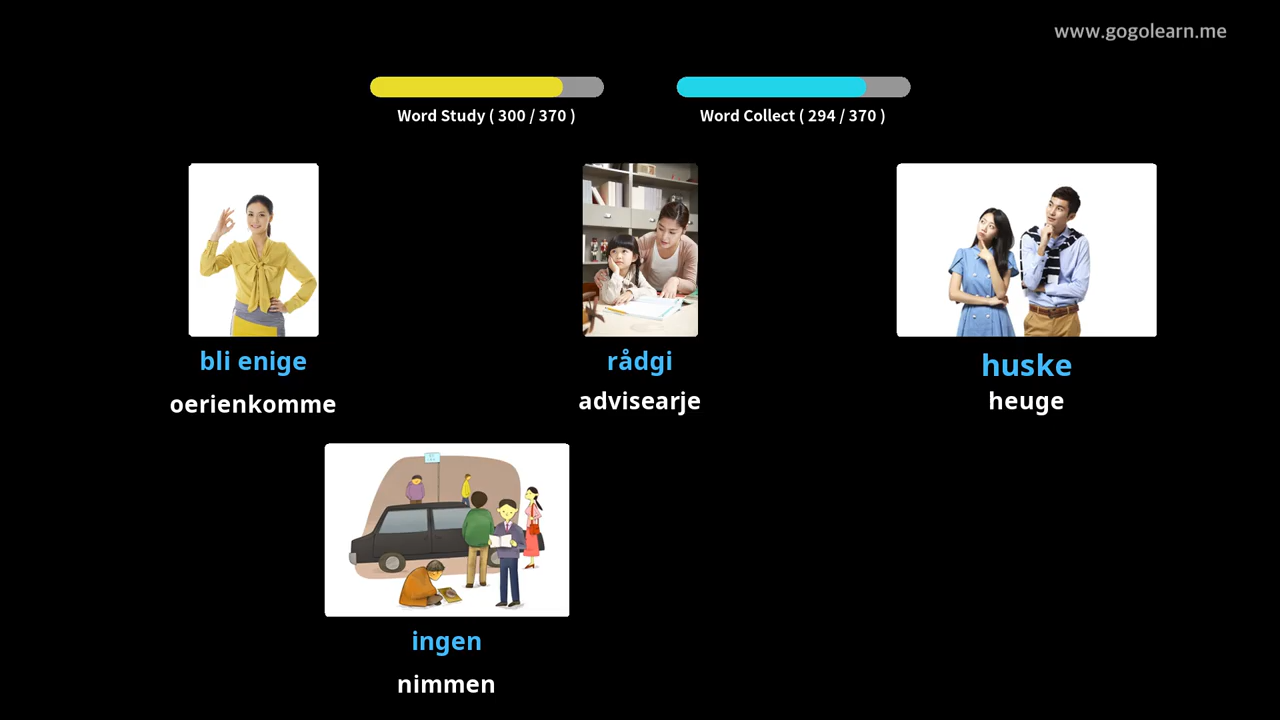 www.gogolearn.me
Word Study ( 300 / 370 )
Word Collect ( 294 / 370 )
bli enige
oerienkomme
rådgi
advisearje
huske
heuge
ingen
nimmen